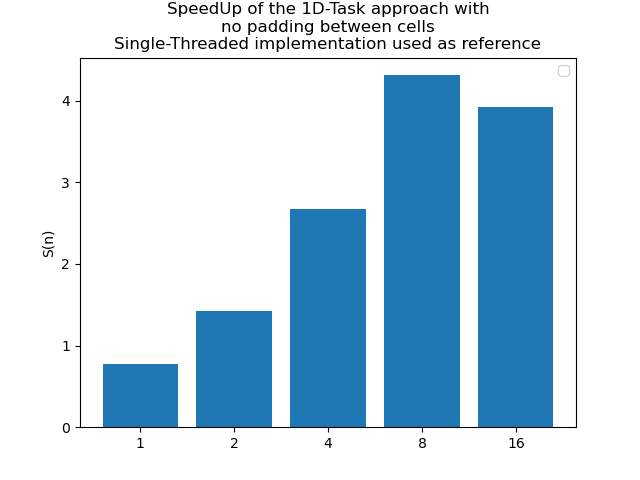 SpeedUp of the 1D-Task approach with
no padding between cells
Single-Threaded implementation used as reference
S(n)
4
3
2
1
0
1 2 4 8 16